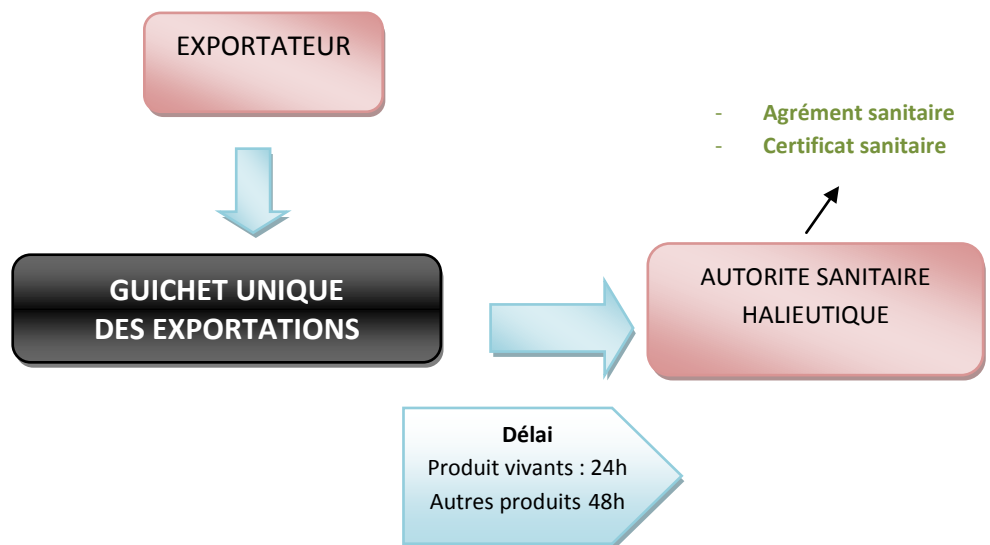 EXPORTATEUR
- Agrément sanitaire
- Certificat sanitaire
GUICHET UNIQUE
DES EXPORTATIONS
AUTORITE SANITAIRE
HALIEUTIQUE
Délai
Produit vivants : 24h
Autres produits 48h